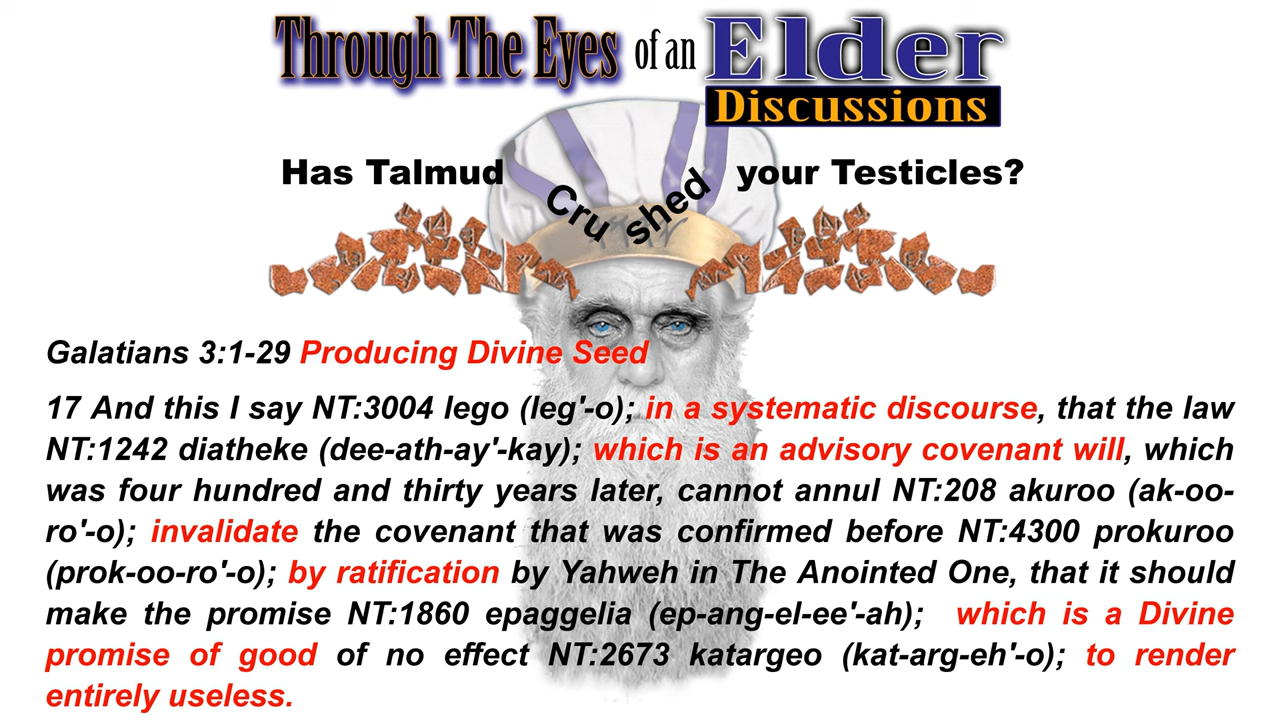 Through The Eyes of an Elder
Discussions
Has Talmud Crushed your Testicles?
Galatians 3:1-29 Producing Divine Seed
17 And this I say NT:3004 lego (leg'-o); in a systematic discourse, that the law
NT:1242 diatheke (dee-ath-ay'-kay); which is an advisory covenant will, which
was four hundred and thirty years later, cannot annul NT:208 akuroo (ak-oo-
ro'-o); invalidate the covenant that was confirmed before NT:4300 prokuroo
(prok-oo-ro'-o); by ratification by Yahweh in The Anointed One, that it should
make the promise NT:1860 epaggelia (ep-ang-el-ee'-ah); which is a Divine
promise of good of no effect NT:2673 katargeo (kat-arg-eh'-o); to render
entirely useless.